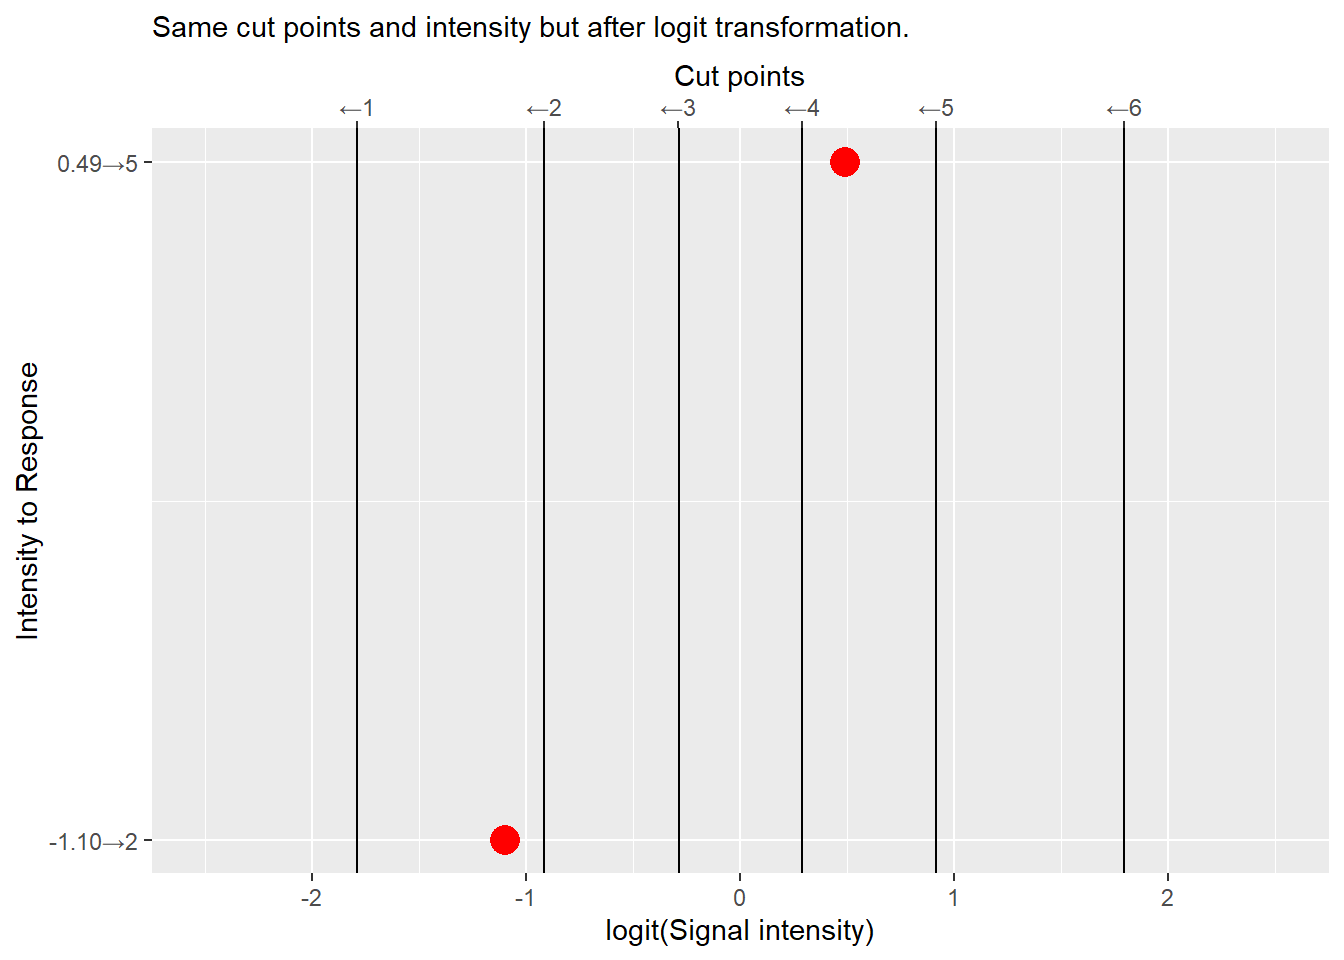 Same cut points and intensity but after logit transformation.
Cut points
←1 ←2 ←3 ←4 ←5 ←6
0.49→5
Intensity to Response
-1.10→2
-2 -1 0 1 2
logit(Signal intensity)